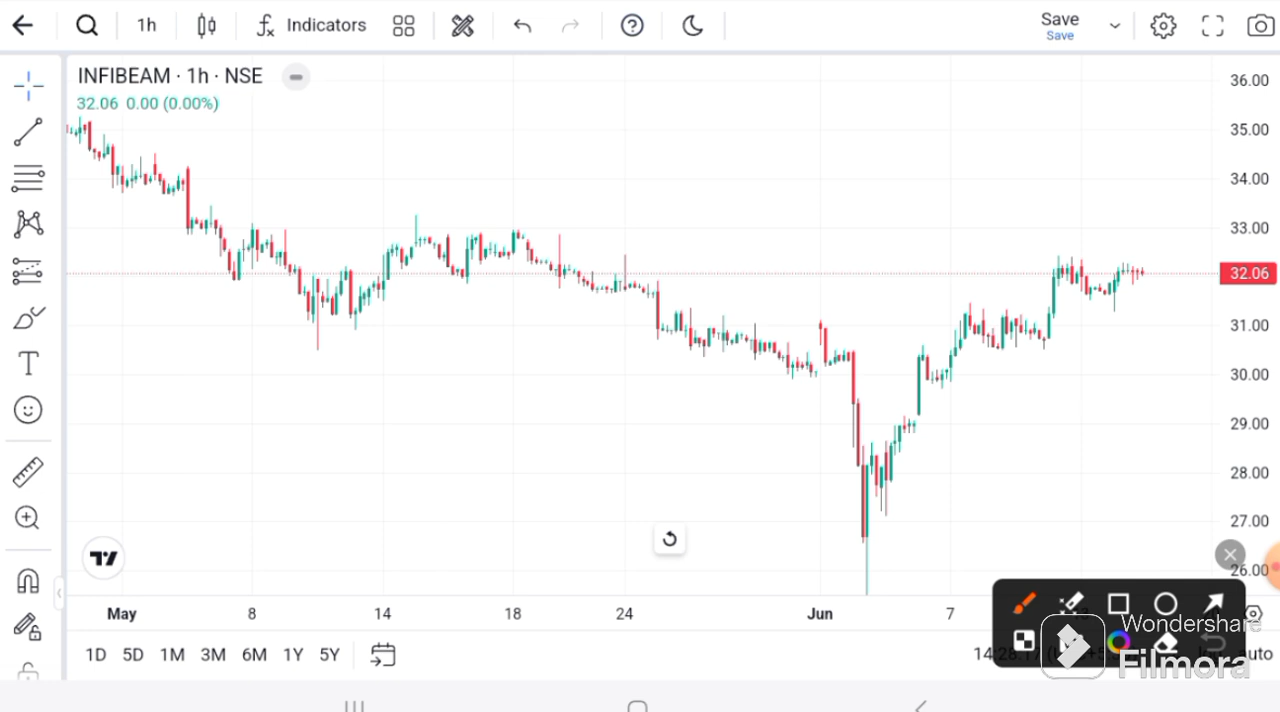 1h
Indicators
Save
Save
INFIBEAM · 1h · NSE
32.06 0.00 (0.00%)
36.00
35.00
34.00
33.00
32.06
31.00
30.00
29.00
28.00
27.00
26.00
May 8 14 18 24 Jun 7
1D 5D 1M 3M 6M 1Y 5Y
auto
Wondershare
Filmora